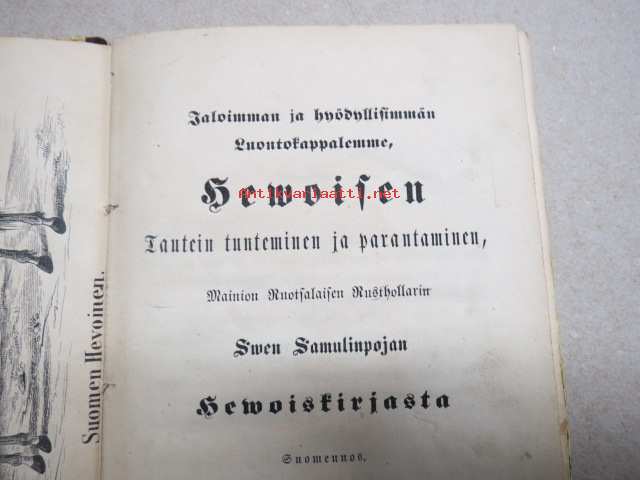 Suomen Hevoinen.
Jaloimman ja hyödyllisimmän
Luontokappalemme,
Hewoisen
Antikvariaatti.net
Tautein tunteminen ja parantaminen,
Mainion Ruotsalaisen Rusthollarin
Swen Samulinpojan
Hewoiskirjasta
Suomennos.